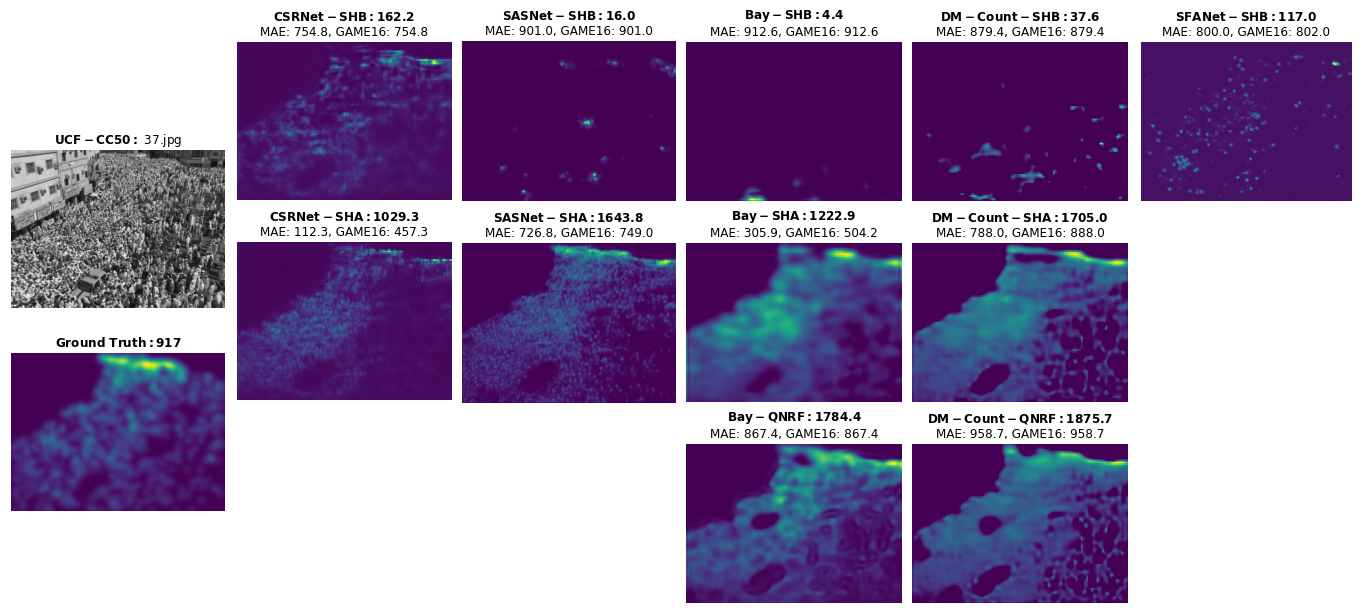 CSRNet − SHB : 162.2
MAE: 754.8, GAME16: 754.8
SASNet − SHB : 16.0
MAE: 901.0, GAME16: 901.0
Bay − SHB : 4.4
MAE: 912.6, GAME16: 912.6
DM − Count − SHB : 37.6
MAE: 879.4, GAME16: 879.4
SFANet − SHB : 117.0
MAE: 800.0, GAME16: 802.0
UCF − CC50 : 37.jpg
CSRNet − SHA : 1029.3
MAE: 112.3, GAME16: 457.3
SASNet − SHA : 1643.8
MAE: 726.8, GAME16: 749.0
Bay − SHA : 1222.9
MAE: 305.9, GAME16: 504.2
DM − Count − SHA : 1705.0
MAE: 788.0, GAME16: 888.0
Ground Truth : 917
Bay − QNRF : 1784.4
MAE: 867.4, GAME16: 867.4
DM − Count − QNRF : 1875.7
MAE: 958.7, GAME16: 958.7